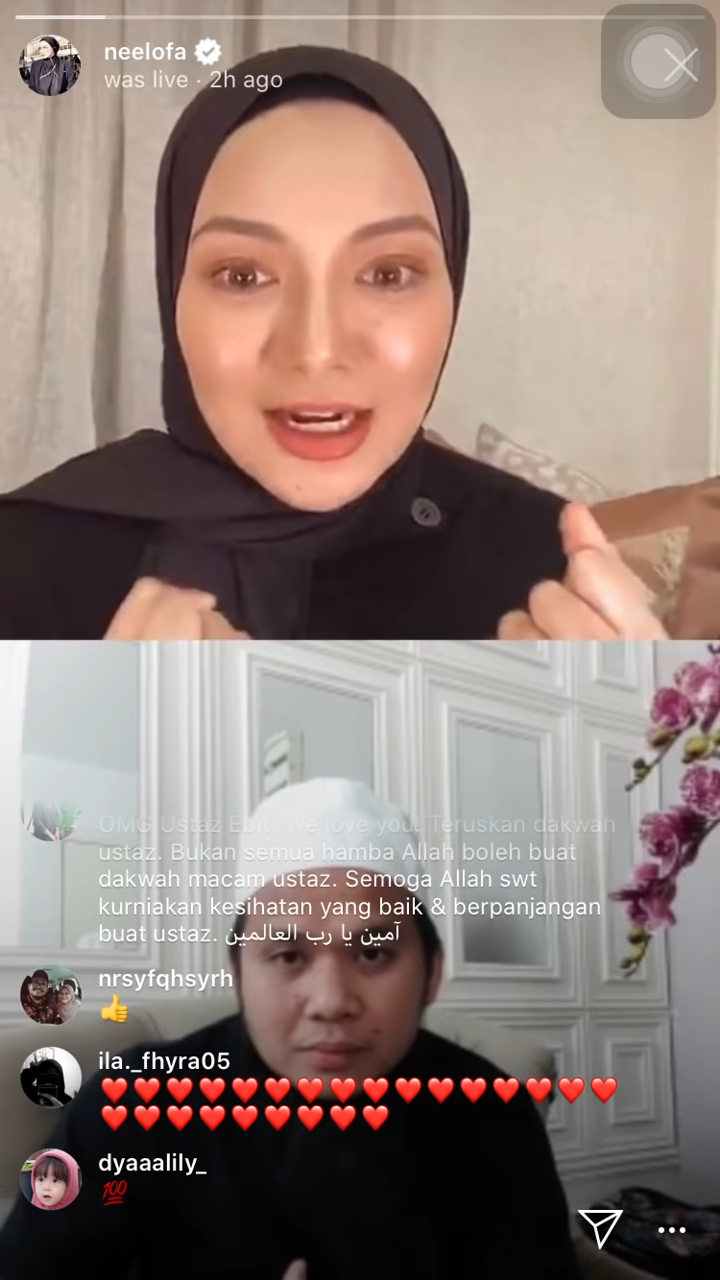 neelofa
was live · 2h ago
OMG Ustaz Ebit! We love you! Teruskan dakwah
ustaz. Bukan semua hamba Allah boleh buat
dakwah macam ustaz. Semoga Allah swt
kurniakan kesihatan yang baik & berpanjangan
buat ustaz. آمين يا رب العالمين
nrsyfqhsyrh
👍
ila._fhyra05
❤️❤️❤️❤️❤️❤️❤️❤️❤️❤️❤️❤️❤️❤️❤️❤️
❤️❤️❤️❤️❤️❤️❤️❤️❤️
dyaaalily_
💯